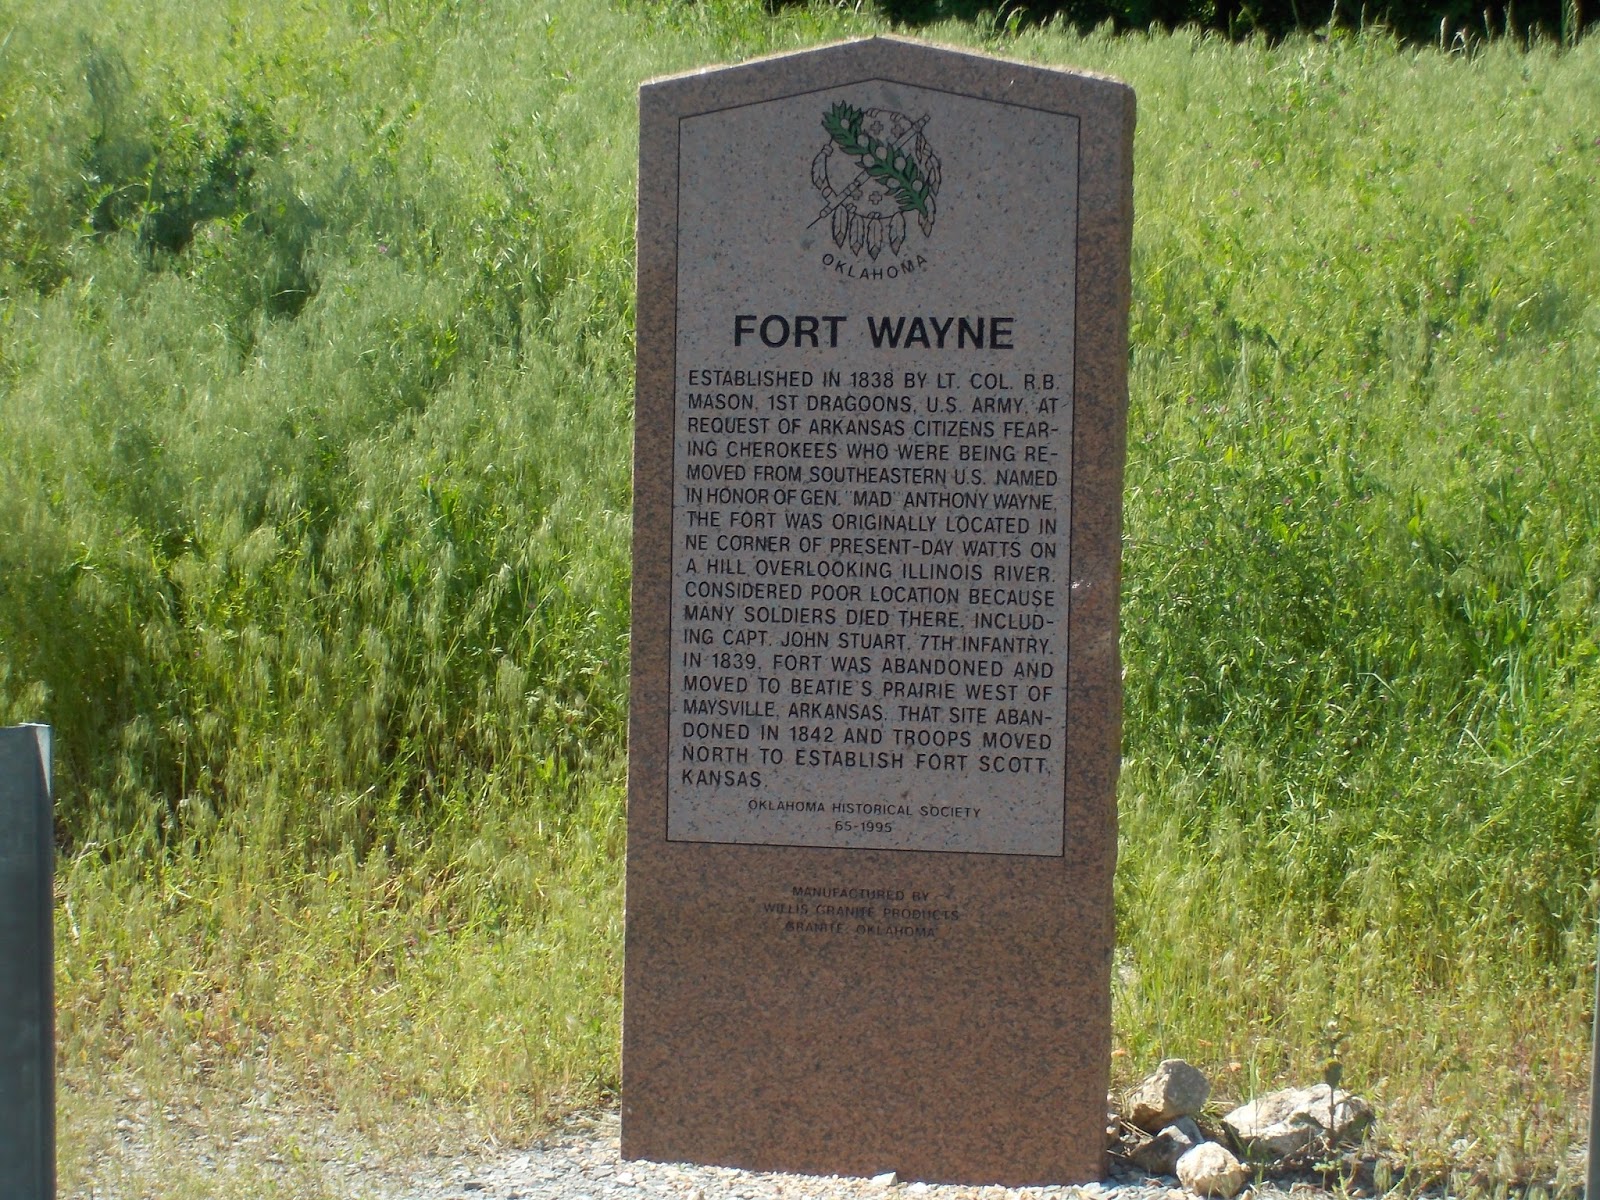 OKLAHOMA
FORT WAYNE
ESTABLISHED IN 1838 BY LT. COL. R.B.
MASON, 1ST DRAGOONS, U.S. ARMY, AT
REQUEST OF ARKANSAS CITIZENS FEAR-
ING CHEROKEES WHO WERE BEING RE-
MOVED FROM SOUTHEASTERN U.S. NAMED
IN HONOR OF GEN. "MAD" ANTHONY WAYNE,
THE FORT WAS ORIGINALLY LOCATED IN
NE CORNER OF PRESENT-DAY WATTS ON
A HILL OVERLOOKING ILLINOIS RIVER.
CONSIDERED POOR LOCATION BECAUSE
MANY SOLDIERS DIED THERE, INCLUD-
ING CAPT. JOHN STUART, 7TH INFANTRY.
IN 1839, FORT WAS ABANDONED AND
MOVED TO BEATIE'S PRAIRIE WEST OF
MAYSVILLE, ARKANSAS. THAT SITE ABAN-
DONED IN 1842 AND TROOPS MOVED
NORTH TO ESTABLISH FORT SCOTT,
KANSAS.
OKLAHOMA HISTORICAL SOCIETY
65-1995
MANUFACTURED BY
WILLIS GRANITE PRODUCTS
GRANITE, OKLAHOMA